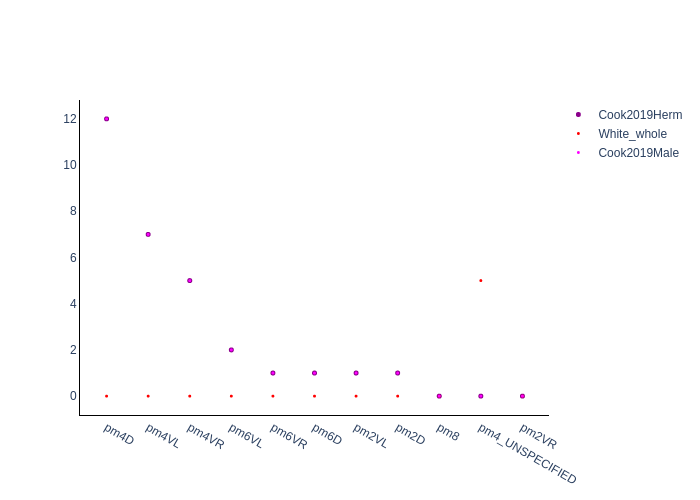 Cook2019Herm
White_whole
Cook2019Male
12
10
8
6
4
2
0
pm4D
pm4VL
pm4VR
pm6VL
pm6VR
pm6D
pm2VL
pm2D
pm8
pm4_UNSPECIFIED
pm2VR